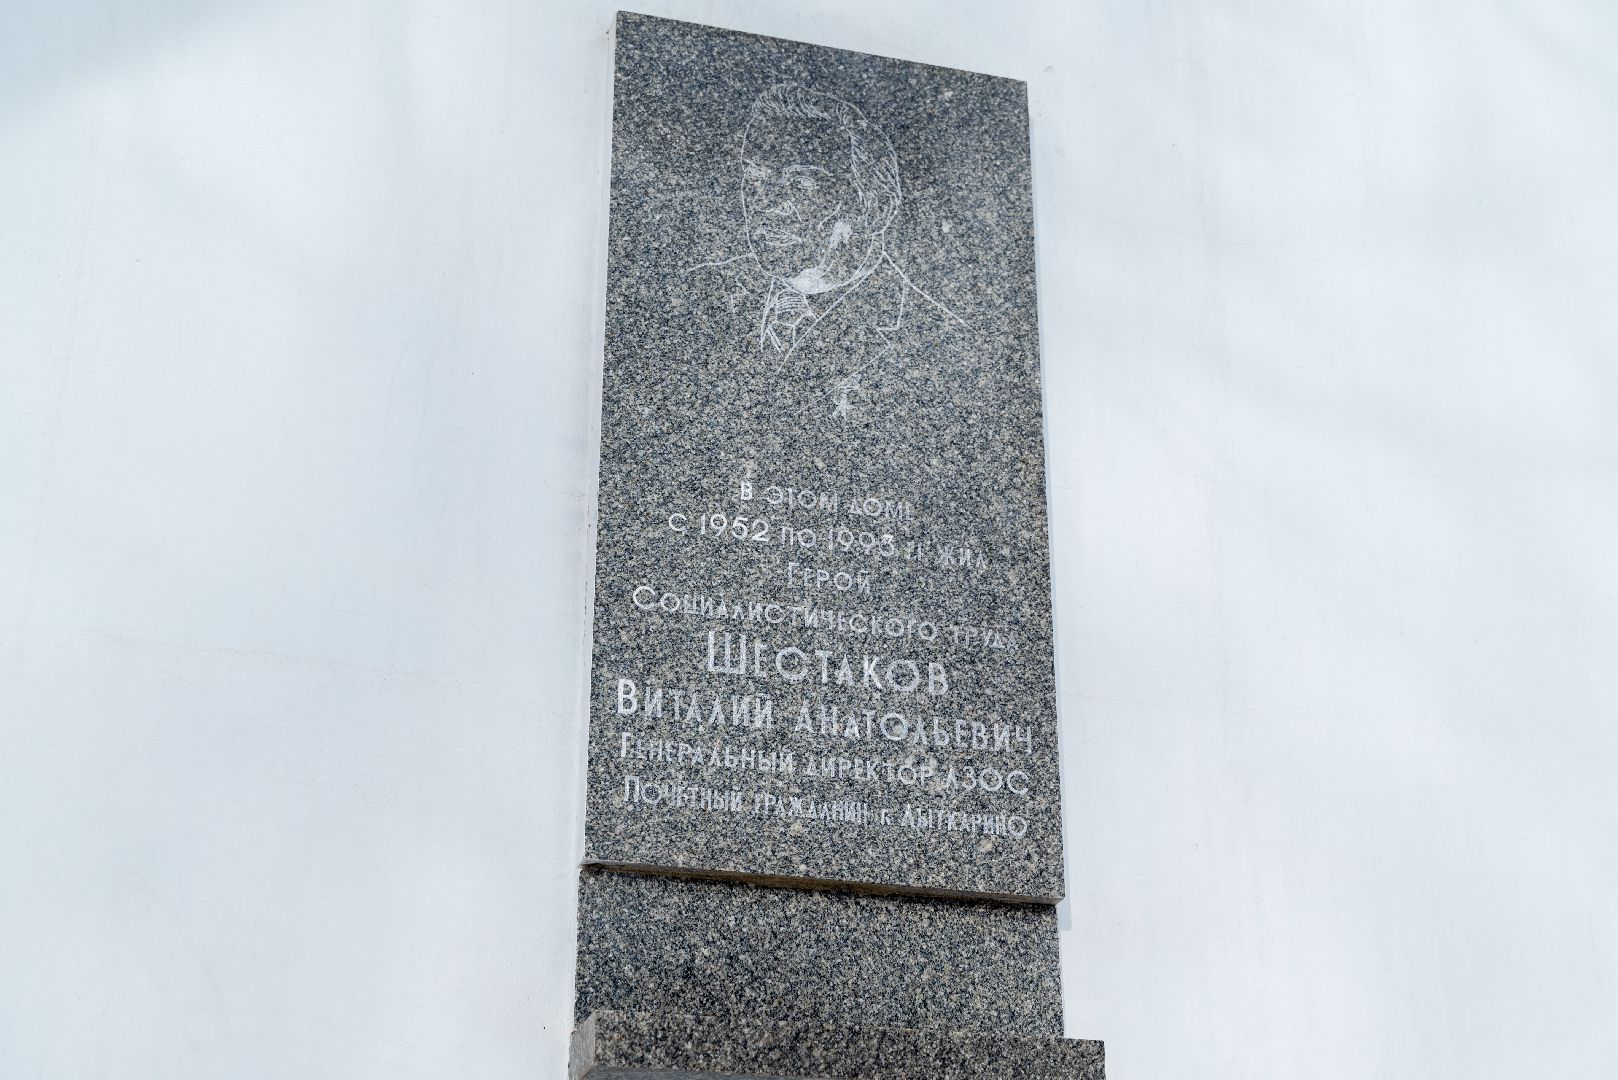 В ЭТОМ ДОМЕ
С 1952 ПО 1993 ГГ. ЖИЛ
ГЕРОЙ
СОЦИАЛИСТИЧЕСКОГО ТРУДА
ШЕСТАКОВ
ВИТАЛИЙ АНАТОЛЬЕВИЧ
ГЕНЕРАЛЬНЫЙ ДИРЕКТОР ЛЗОС
ПОЧЕТНЫЙ ГРАЖДАНИН Г. ЛЫТКАРИНО